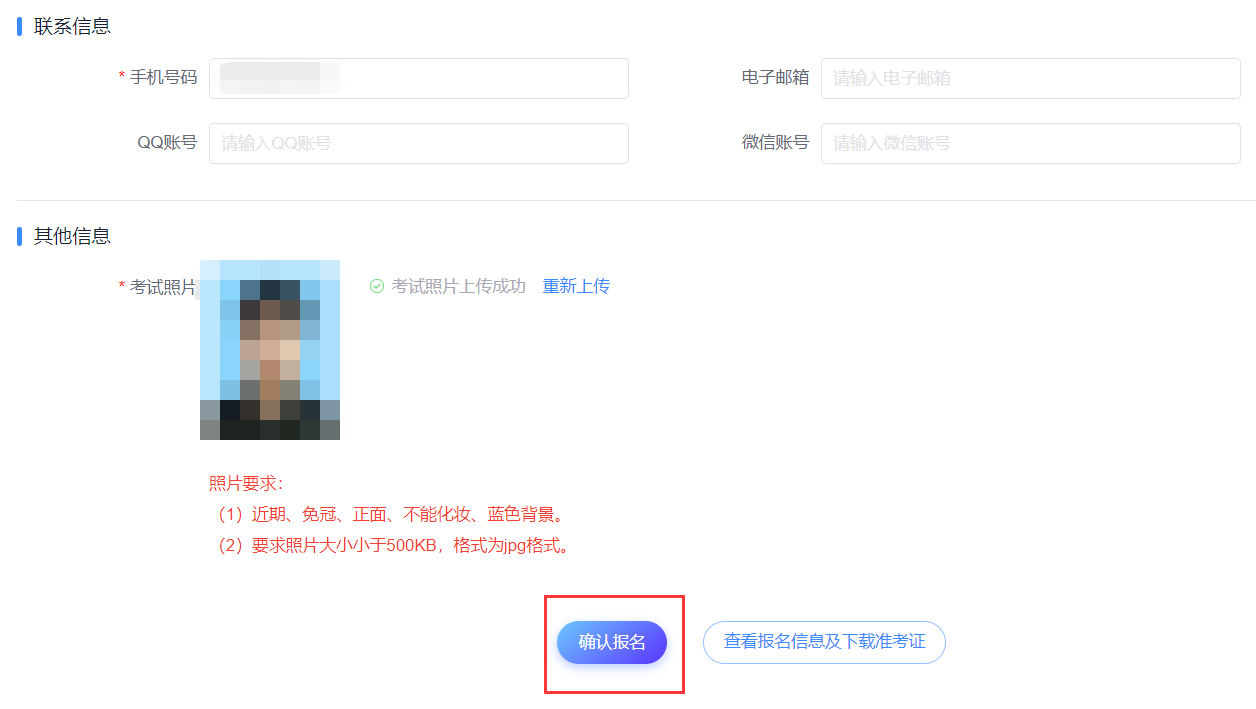 联系信息
* 手机号码
电子邮箱 请输入电子邮箱
QQ账号 请输入QQ账号
微信账号 请输入微信账号
其他信息
* 考试照片
考试照片上传成功 重新上传
照片要求：
（1）近期、免冠、正面、不能化妆、蓝色背景。
（2）要求照片大小小于500KB，格式为jpg格式。
确认报名 查看报名信息及下载准考证